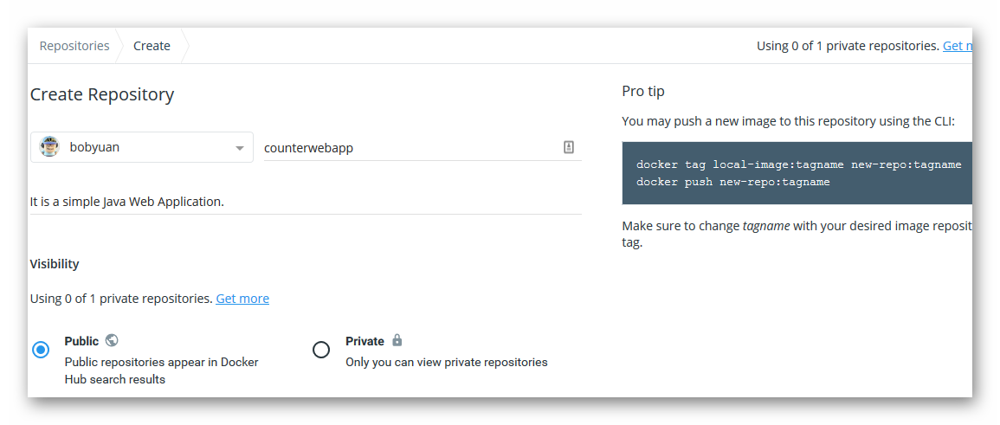 Repositories Create Using 0 of 1 private repositories. Get
Create Repository
bobyuan counterwebapp
It is a simple Java Web Application.
Visibility
Using 0 of 1 private repositories. Get more
Public Private
Public repositories appear in Docker Only you can view private repositories
Hub search results
Pro tip
You may push a new image to this repository using the CLI:
docker tag local-image:tagname new-repo:tagname
docker push new-repo:tagname
Make sure to change tagname with your desired image reposit
tag.